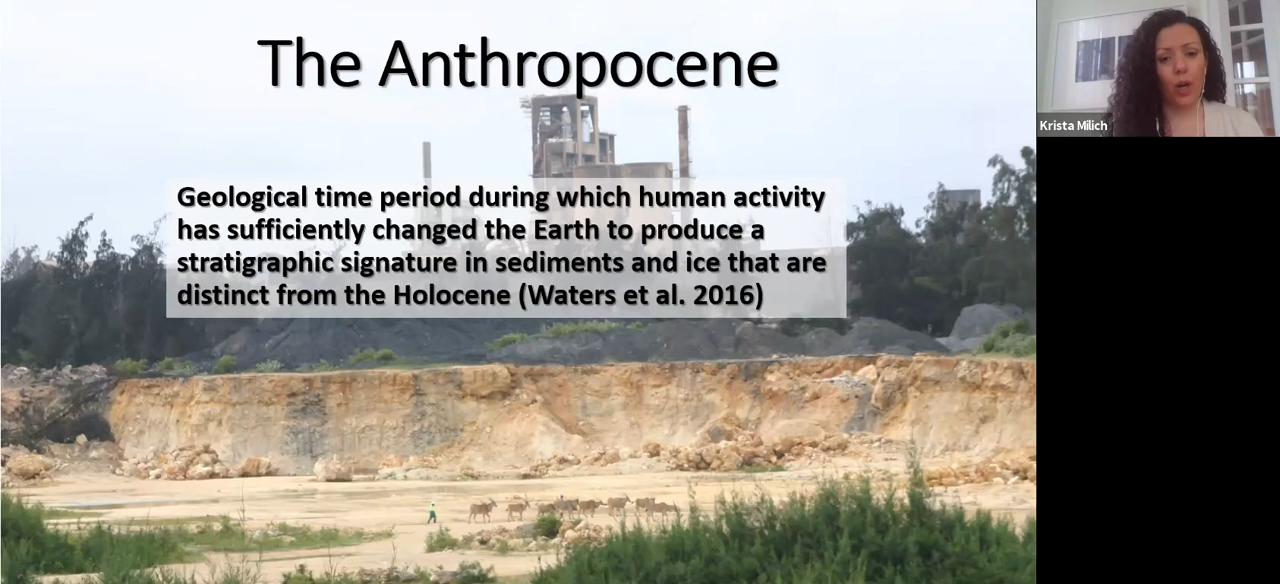 The Anthropocene
Geological time period during which human activity
has sufficiently changed the Earth to produce a
stratigraphic signature in sediments and ice that are
distinct from the Holocene (Waters et al. 2016)
Krista Milich